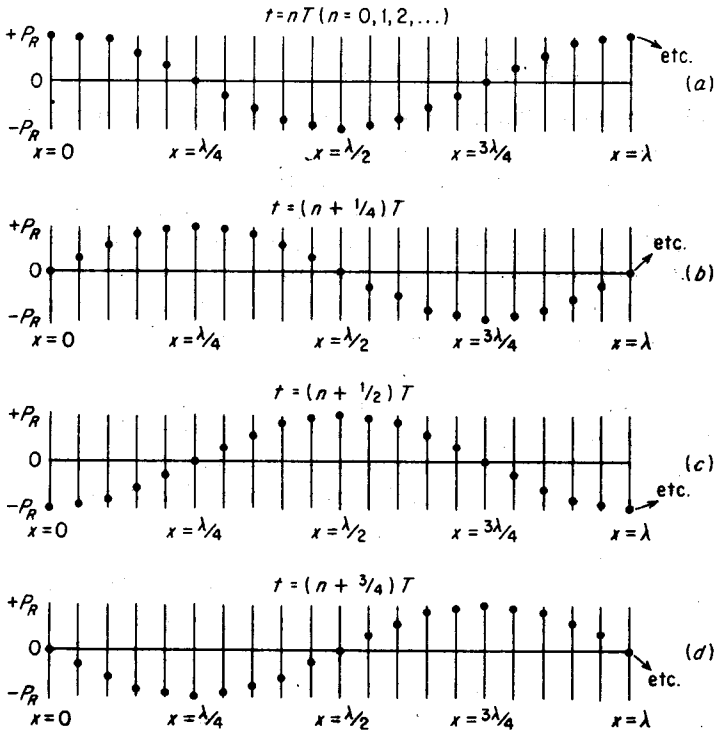 t = nT (n = 0, 1, 2, ...)
+P_R
etc.
0
(a)
−P_R
x = 0 x = λ/4 x = λ/2 x = 3λ/4 x = λ
t = (n + 1/4) T
+P_R
etc.
0
(b)
−P_R
x = 0 x = λ/4 x = λ/2 x = 3λ/4 x = λ
t = (n + 1/2) T
+P_R
0
(c)
etc.
−P_R
x = 0 x = λ/4 x = λ/2 x = 3λ/4 x = λ
t = (n + 3/4) T
+P_R
0
(d)
etc.
−P_R
x = 0 x = λ/4 x = λ/2 x = 3λ/4 x = λ